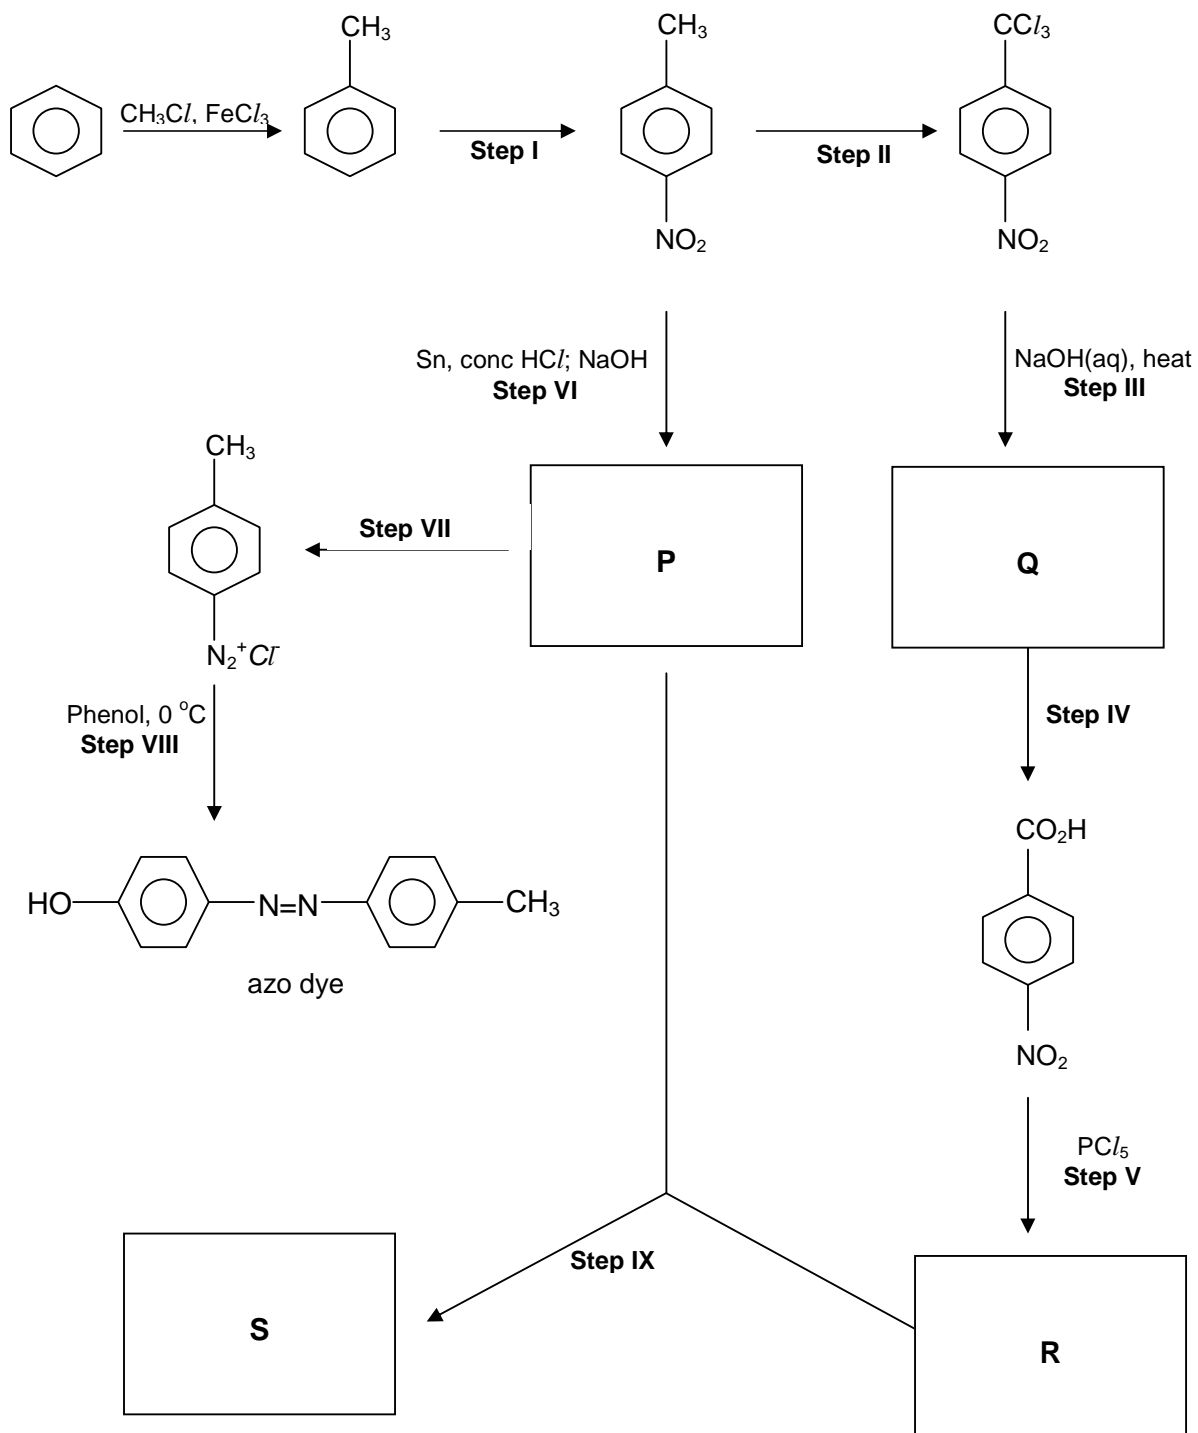 CH₃
CH₃
CCl₃
CH₃Cl, FeCl₃
Step I
Step II
NO₂
NO₂
Sn, conc HCl; NaOH
Step VI
NaOH(aq), heat
Step III
CH₃
Step VII
P
Q
N₂⁺Cl⁻
Phenol, 0 °C
Step VIII
Step IV
CO₂H
HO
N=N
CH₃
azo dye
NO₂
PCl₅
Step V
Step IX
S
R